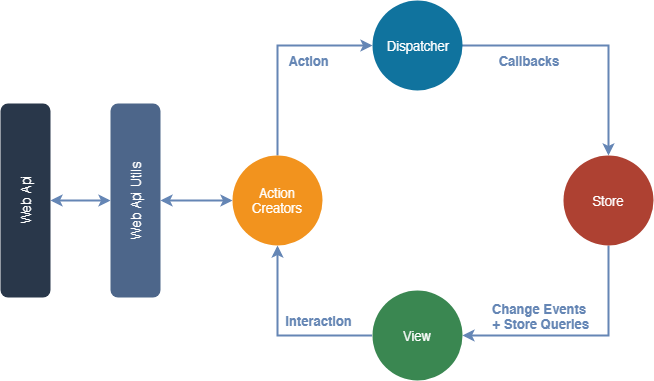 Dispatcher
Action
Callbacks
Web Api
Web Api Utils
Action
Creators
Store
Interaction
Change Events
+ Store Queries
View